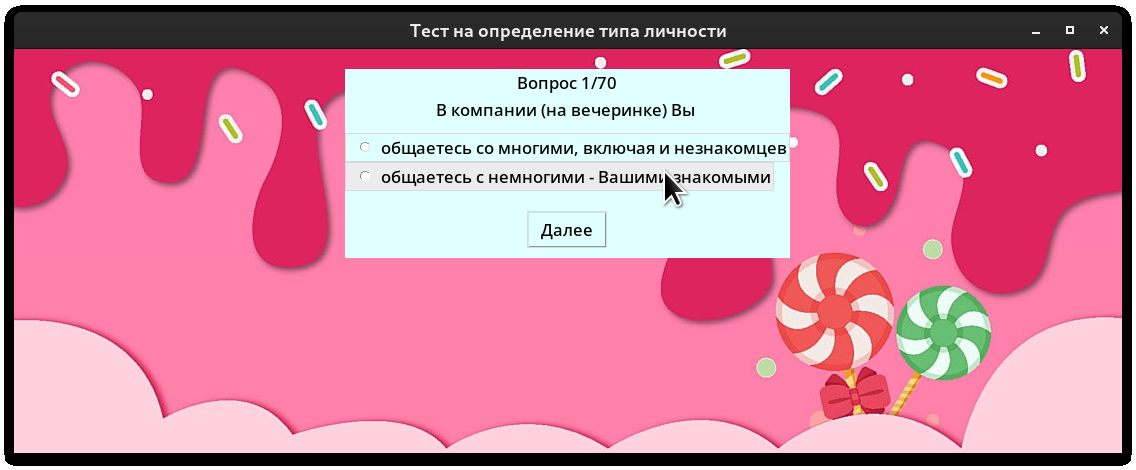 Тест на определение типа личности
Вопрос 1/70
В компании (на вечеринке) Вы
общаетесь со многими, включая и незнакомцев
общаетесь с немногими - Вашими знакомыми
Далее